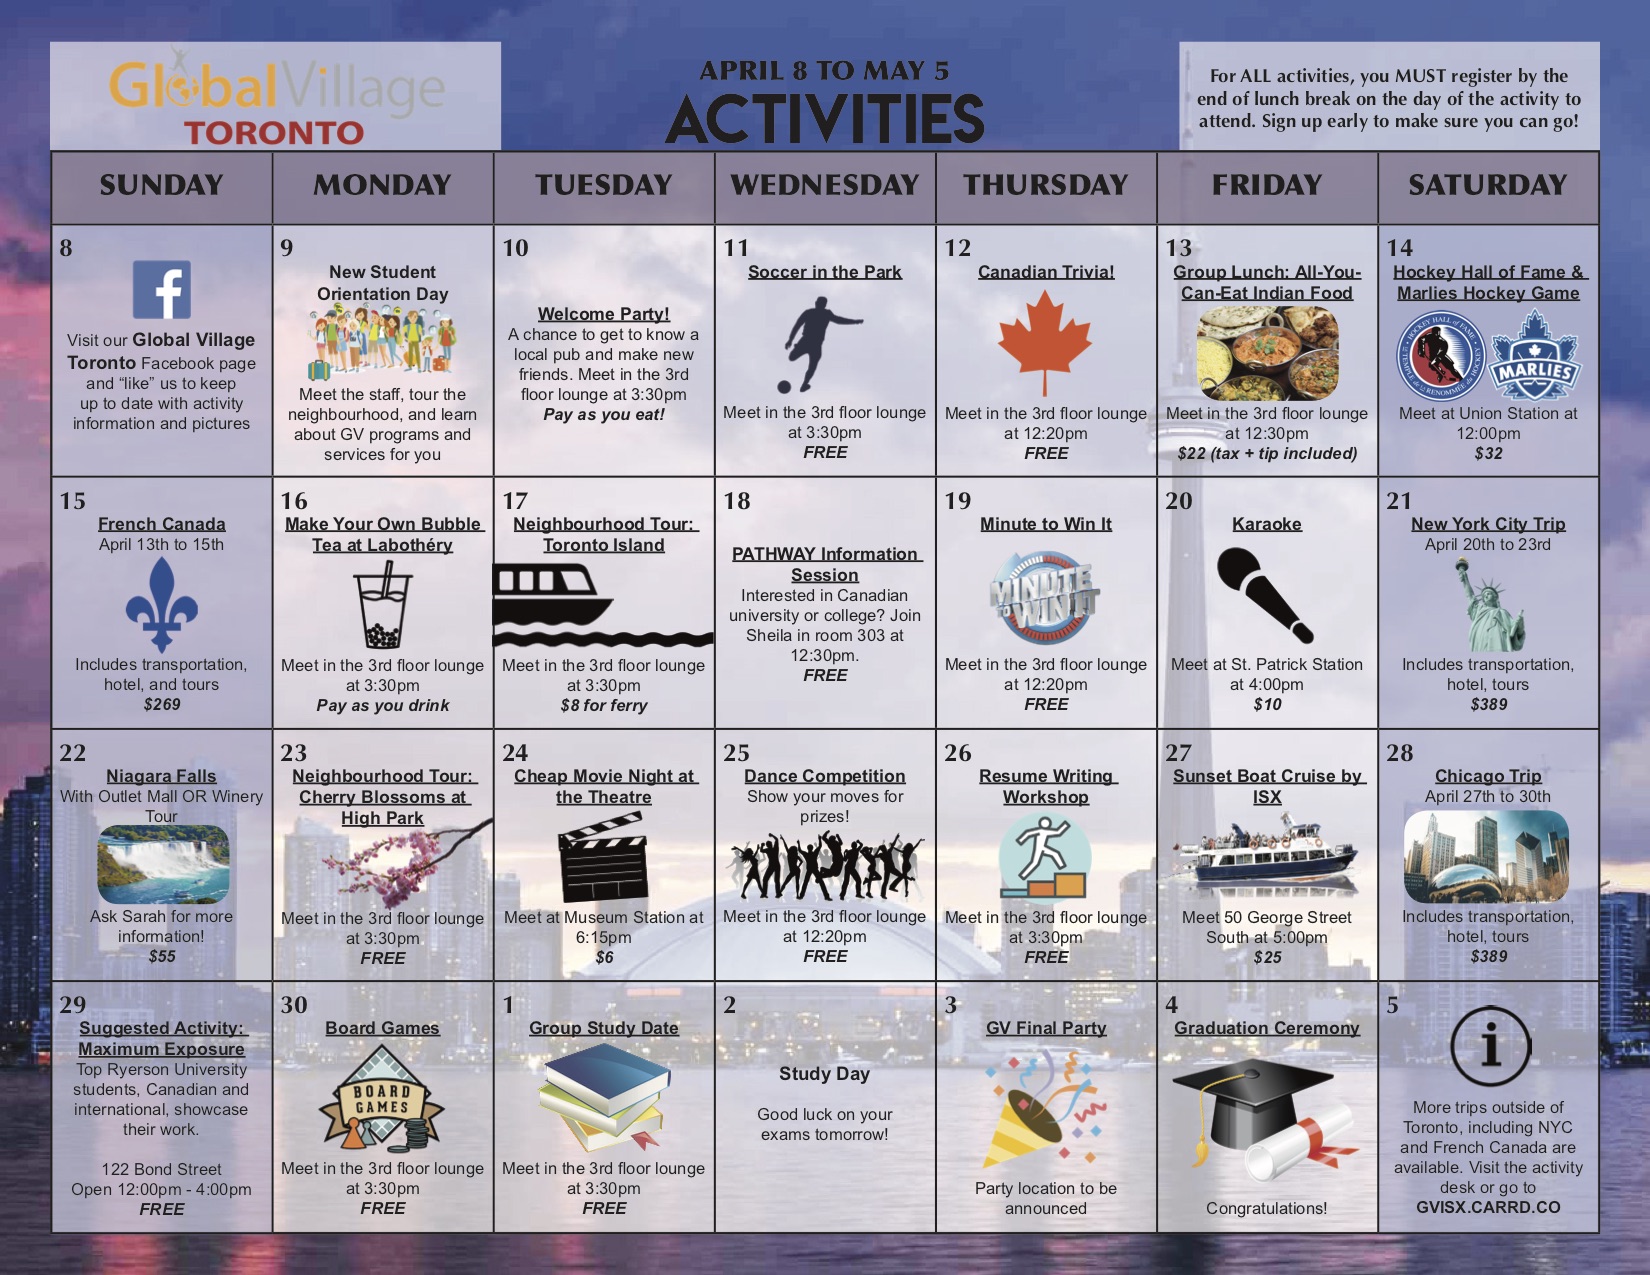 GlobalVillage
TORONTO
APRIL 8 TO MAY 5
ACTIVITIES
For ALL activities, you MUST register by the
end of lunch break on the day of the activity to
attend. Sign up early to make sure you can go!
SUNDAY
MONDAY
TUESDAY
WEDNESDAY
THURSDAY
FRIDAY
SATURDAY
8
f
Visit our Global Village
Toronto Facebook page
and “like” us to keep
up to date with activity
information and pictures
9
New Student
Orientation Day
Meet the staff, tour the
neighbourhood, and learn
about GV programs and
services for you
10
Welcome Party!
A chance to get to know a
local pub and make new
friends. Meet in the 3rd
floor lounge at 3:30pm
Pay as you eat!
11
Soccer in the Park
Meet in the 3rd floor lounge
at 3:30pm
FREE
12
Canadian Trivia!
Meet in the 3rd floor lounge
at 12:20pm
FREE
13
Group Lunch: All-You-
Can-Eat Indian Food
Meet in the 3rd floor lounge
at 12:30pm
$22 (tax + tip included)
14
Hockey Hall of Fame &
Marlies Hockey Game
HOCKEY HALL of FAME
TEMPLE de la RENOMMÉE du HOCKEY
MARLIES
Meet at Union Station at
12:00pm
$32
15
French Canada
April 13th to 15th
Includes transportation,
hotel, and tours
$269
16
Make Your Own Bubble
Tea at Labothéry
Meet in the 3rd floor lounge
at 3:30pm
Pay as you drink
17
Neighbourhood Tour:
Toronto Island
Meet in the 3rd floor lounge
at 3:30pm
$8 for ferry
18
PATHWAY Information
Session
Interested in Canadian
university or college? Join
Sheila in room 303 at
12:30pm.
FREE
19
Minute to Win It
MINUTE
TO
WIN IT
Meet in the 3rd floor lounge
at 12:20pm
FREE
20
Karaoke
Meet at St. Patrick Station
at 4:00pm
$10
21
New York City Trip
April 20th to 23rd
Includes transportation,
hotel, tours
$389
22
Niagara Falls
With Outlet Mall OR Winery
Tour
Ask Sarah for more
information!
$55
23
Neighbourhood Tour:
Cherry Blossoms at
High Park
Meet in the 3rd floor lounge
at 3:30pm
FREE
24
Cheap Movie Night at
the Theatre
Meet at Museum Station at
6:15pm
$6
25
Dance Competition
Show your moves for
prizes!
Meet in the 3rd floor lounge
at 12:20pm
FREE
26
Resume Writing
Workshop
Meet in the 3rd floor lounge
at 3:30pm
FREE
27
Sunset Boat Cruise by
ISX
Meet 50 George Street
South at 5:00pm
$25
28
Chicago Trip
April 27th to 30th
Includes transportation,
hotel, tours
$389
29
Suggested Activity:
Maximum Exposure
Top Ryerson University
students, Canadian and
international, showcase
their work.
122 Bond Street
Open 12:00pm - 4:00pm
FREE
30
Board Games
BOARD
GAMES
Meet in the 3rd floor lounge
at 3:30pm
FREE
1
Group Study Date
Meet in the 3rd floor lounge
at 3:30pm
FREE
2
Study Day
Good luck on your
exams tomorrow!
3
GV Final Party
Party location to be
announced
4
Graduation Ceremony
Congratulations!
5
i
More trips outside of
Toronto, including NYC
and French Canada are
available. Visit the activity
desk or go to
GVISX.CARRD.CO